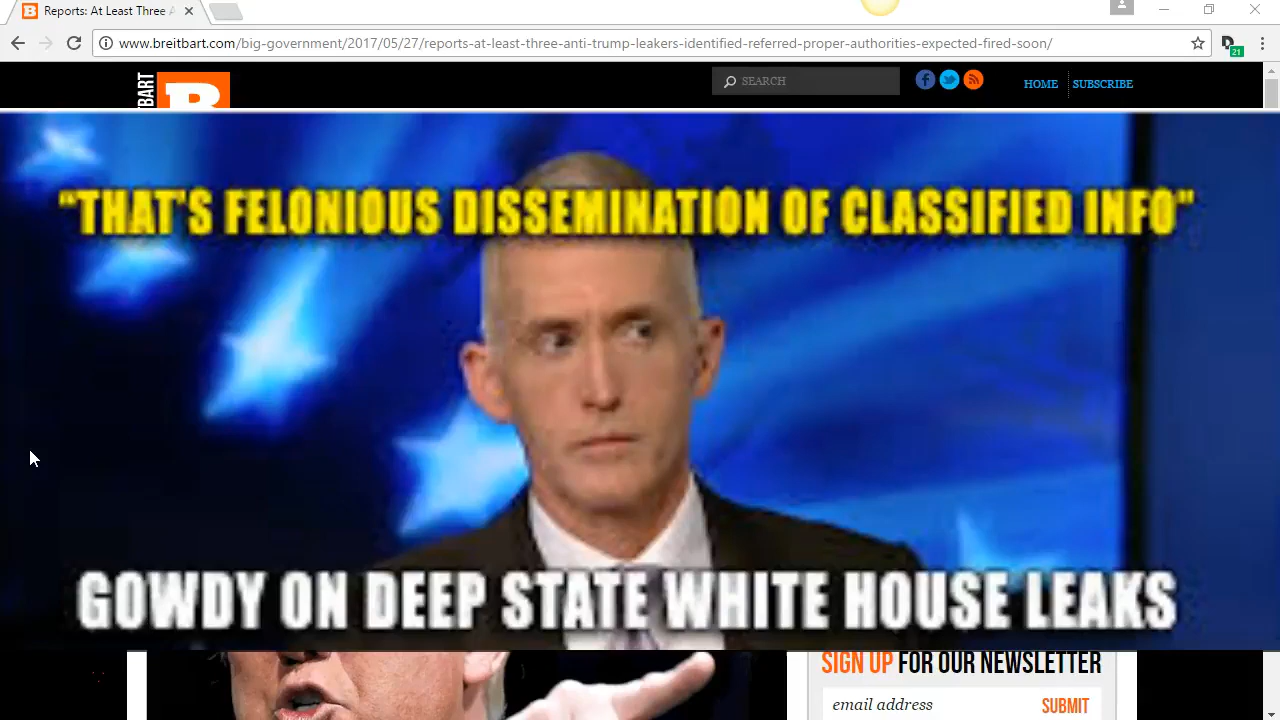 Reports: At Least Three A
www.breitbart.com/big-government/2017/05/27/reports-at-least-three-anti-trump-leakers-identified-referred-proper-authorities-expected-fired-soon/
21
BART
B
SEARCH
HOME
SUBSCRIBE
"THAT'S FELONIOUS DISSEMINATION OF CLASSIFIED INFO"
GOWDY ON DEEP STATE WHITE HOUSE LEAKS
SIGN UP FOR OUR NEWSLETTER
email address
SUBMIT